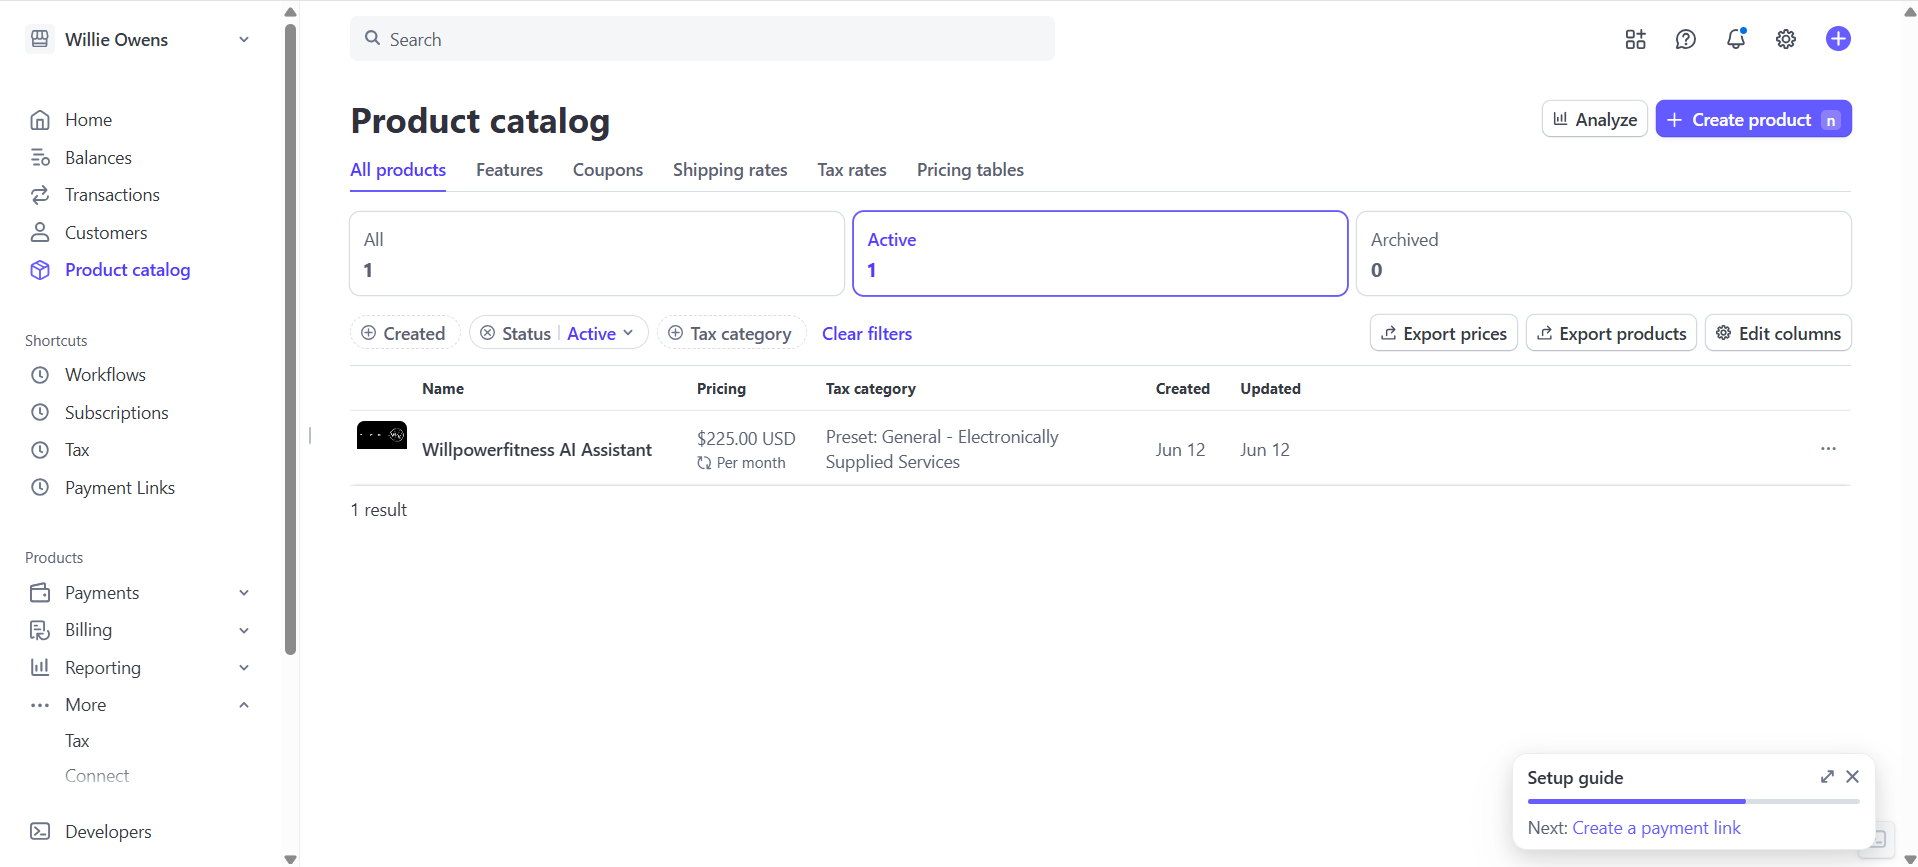 Willie Owens
Search
Home
Balances
Transactions
Customers
Product catalog
Shortcuts
Workflows
Subscriptions
Tax
Payment Links
Products
Payments
Billing
Reporting
More
Tax
Connect
Developers
Product catalog
Analyze
Create product n
All products Features Coupons Shipping rates Tax rates Pricing tables
All
1
Active
1
Archived
0
Created Status Active Tax category Clear filters Export prices Export products Edit columns
Name Pricing Tax category Created Updated
Willpowerfitness AI Assistant
$225.00 USD
Per month
Preset: General - Electronically
Supplied Services
Jun 12
Jun 12
1 result
Setup guide
Next: Create a payment link